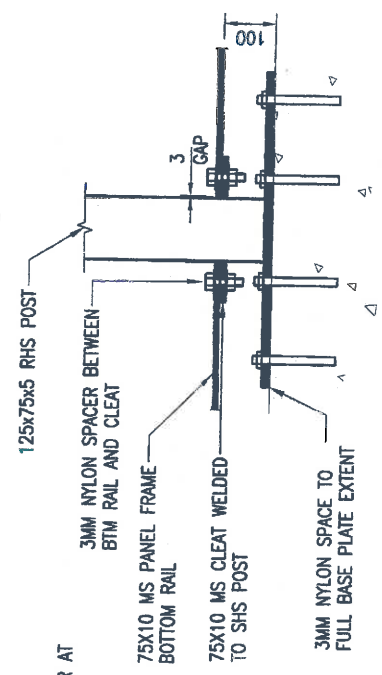 125x75x5 RHS POST
3MM NYLON SPACER BETWEEN
BTM RAIL AND CLEAT
75X10 MS PANEL FRAME
BOTTOM RAIL
75X10 MS CLEAT WELDED
TO SHS POST
3MM NYLON SPACE TO
FULL BASE PLATE EXTENT
3
GAP
100
R AT